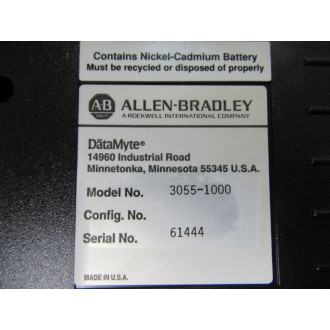 Contains Nickel-Cadmium Battery
Must be recycled or disposed of properly
AB ALLEN-BRADLEY
A ROCKWELL INTERNATIONAL COMPANY
DataMyte®
14960 Industrial Road
Minnetonka, Minnesota 55345 U.S.A.
Model No. 3055-1000
Config. No.
Serial No. 61444
MADE IN U.S.A.